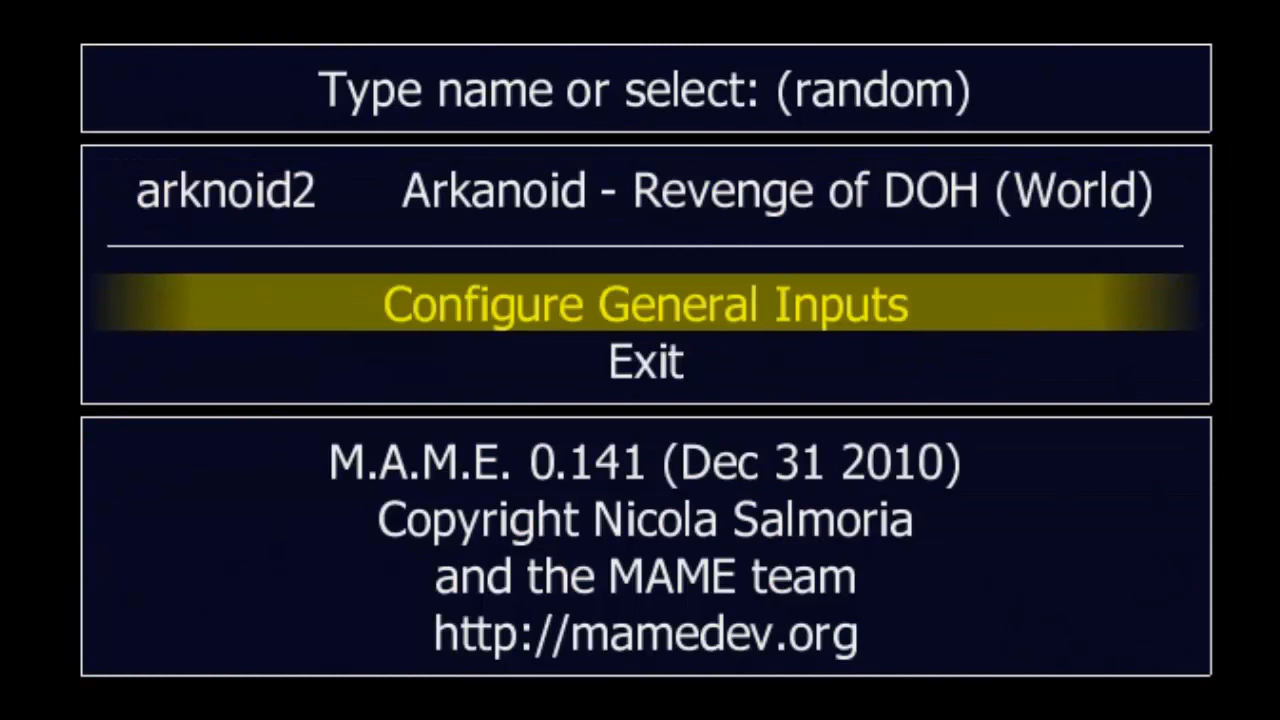 Type name or select: (random)
arknoid2 Arkanoid - Revenge of DOH (World)
Configure General Inputs
Exit
M.A.M.E. 0.141 (Dec 31 2010)
Copyright Nicola Salmoria
and the MAME team
http://mamedev.org